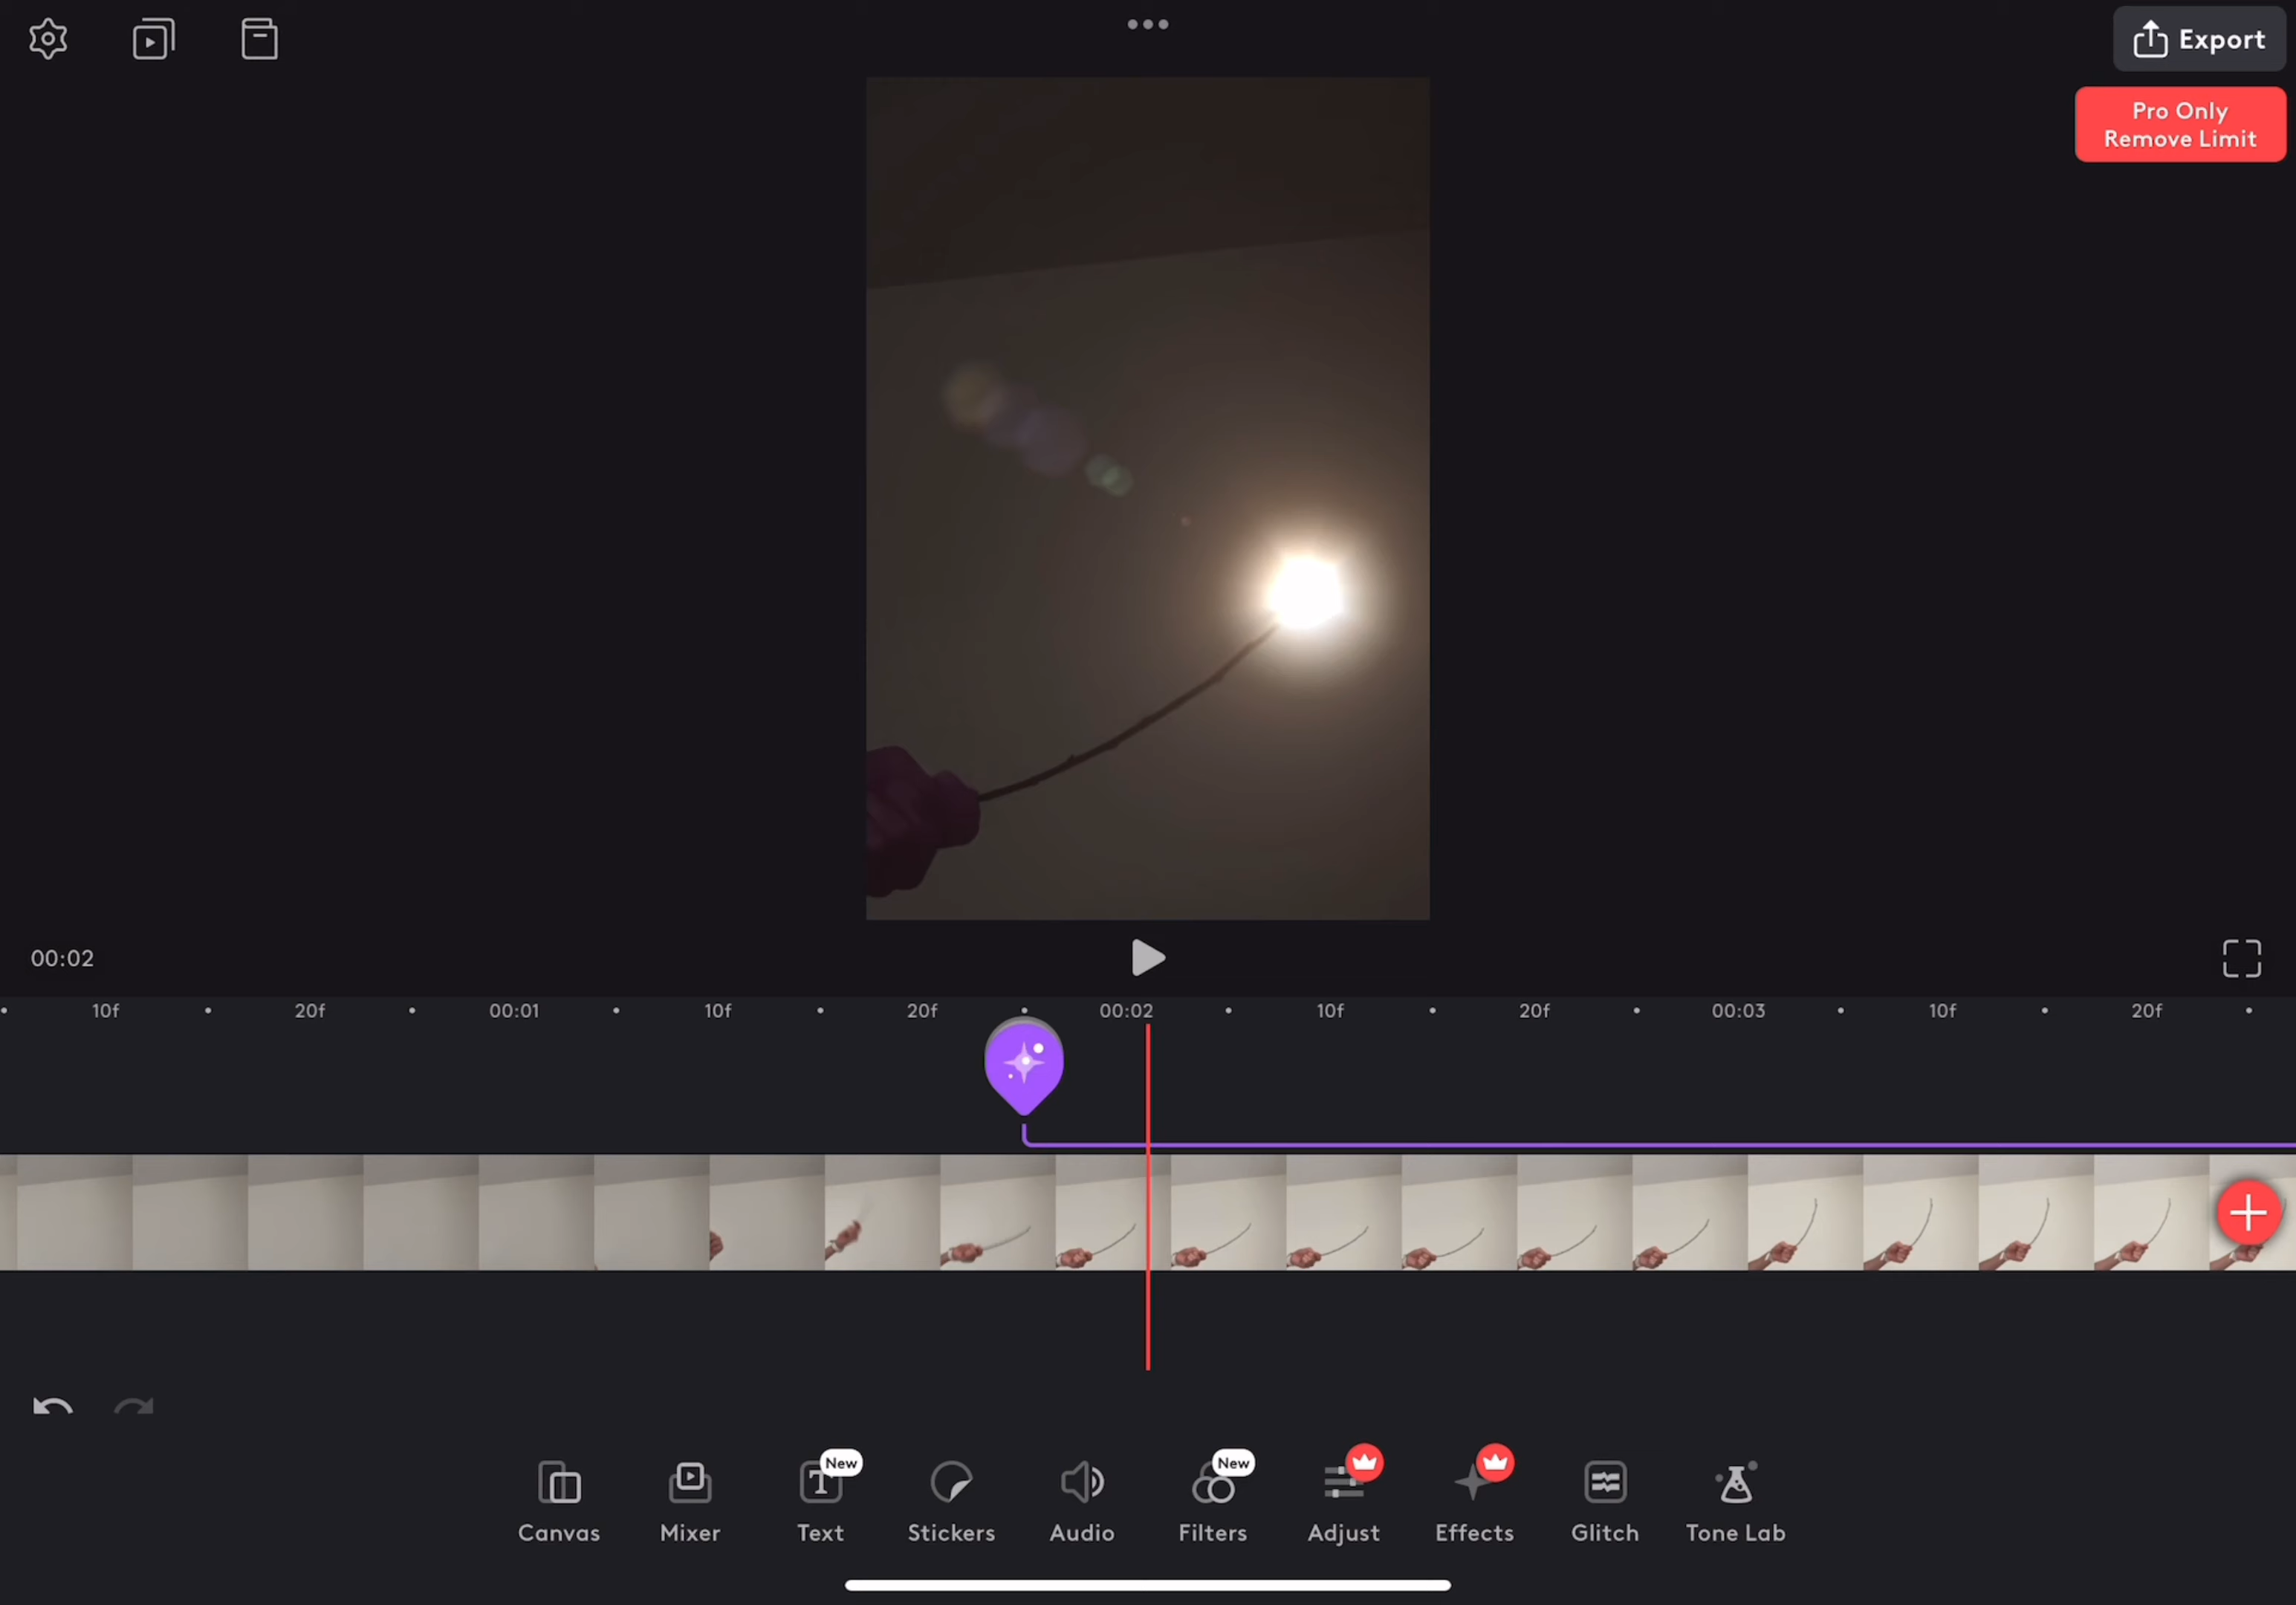 Export
Pro Only
Remove Limit
00:02
10f 20f 00:01 10f 20f 00:02 10f 20f 00:03 10f 20f
New New
T
Canvas Mixer Text Stickers Audio Filters Adjust Effects Glitch Tone Lab